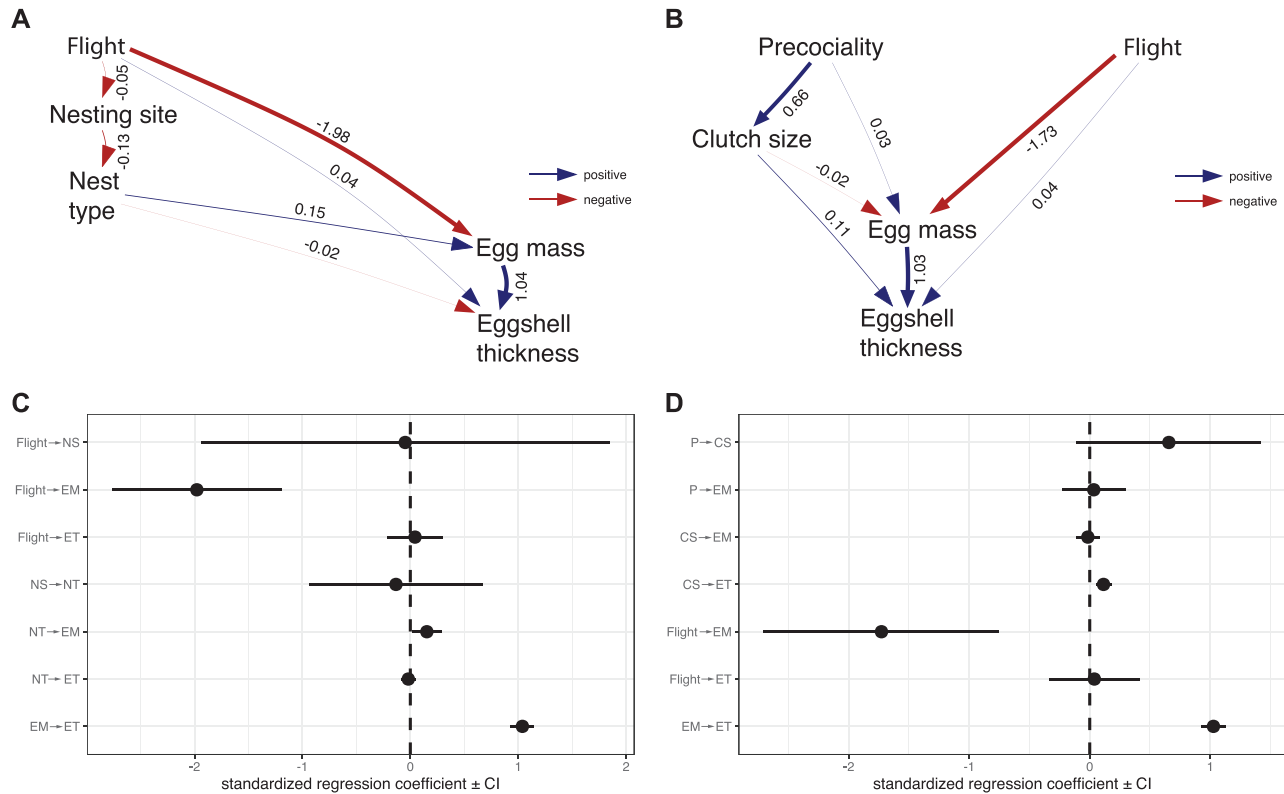 A
Flight
-0.05
Nesting site
-0.13
Nest
type
-1.98
0.04
0.15
-0.02
positive
negative
Egg mass
1.04
Eggshell
thickness
B
Precociality
Flight
0.66
Clutch size
0.03
-0.02
-1.73
0.04
0.11
positive
negative
Egg mass
1.03
Eggshell
thickness
C
Flight→NS
Flight→EM
Flight→ET
NS→NT
NT→EM
NT→ET
EM→ET
-2 -1 0 1 2
standardized regression coefficient ± CI
D
P→CS
P→EM
CS→EM
CS→ET
Flight→EM
Flight→ET
EM→ET
-2 -1 0 1
standardized regression coefficient ± CI